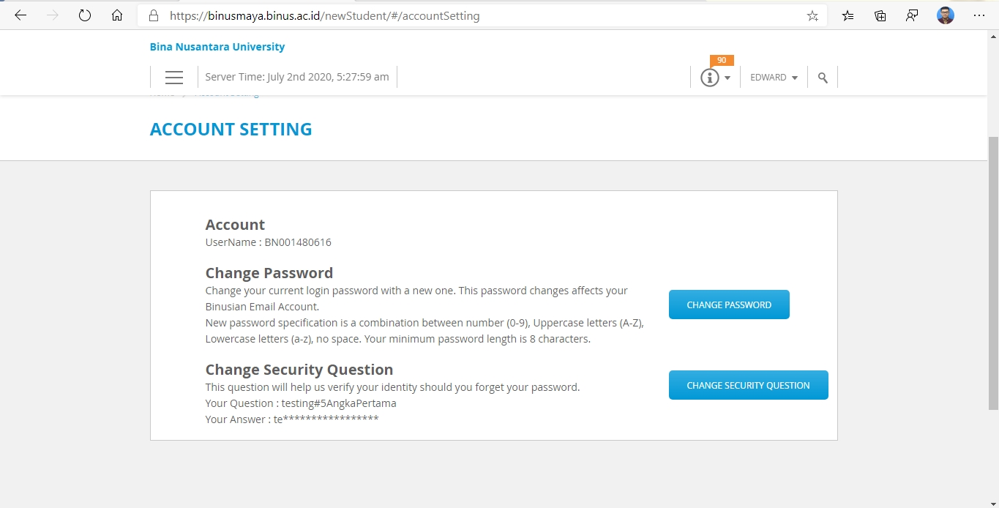 https://binusmaya.binus.ac.id/newStudent/#/accountSetting
Bina Nusantara University
90
Server Time: July 2nd 2020, 5:27:59 am
EDWARD
Account Setting
ACCOUNT SETTING
Account
UserName : BN001480616
Change Password
Change your current login password with a new one. This password changes affects your
Binusian Email Account.
New password specification is a combination between number (0-9), Uppercase letters (A-Z),
Lowercase letters (a-z), no space. Your minimum password length is 8 characters.
CHANGE PASSWORD
Change Security Question
This question will help us verify your identity should you forget your password.
Your Question : testing#5AngkaPertama
Your Answer : te*****************
CHANGE SECURITY QUESTION